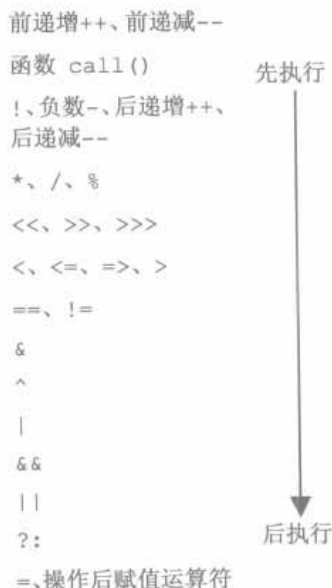 前递增++、前递减--
函数 call()
先执行
!、负数-、后递增++、
后递减--
*、/、%
<<、>>、>>>
<、<=、=>、>
==、!=
&
^
|
&&
||
?:
后执行
=、操作后赋值运算符